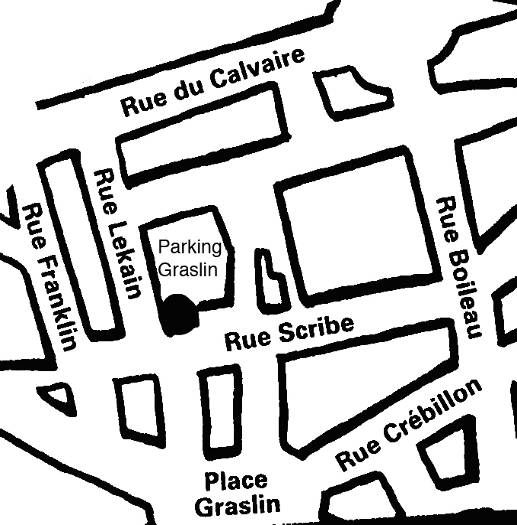 Rue du Calvaire
Rue Lekain
Rue Franklin
Parking
Graslin
Rue Boileau
Rue Scribe
Rue Crébillon
Place
Graslin